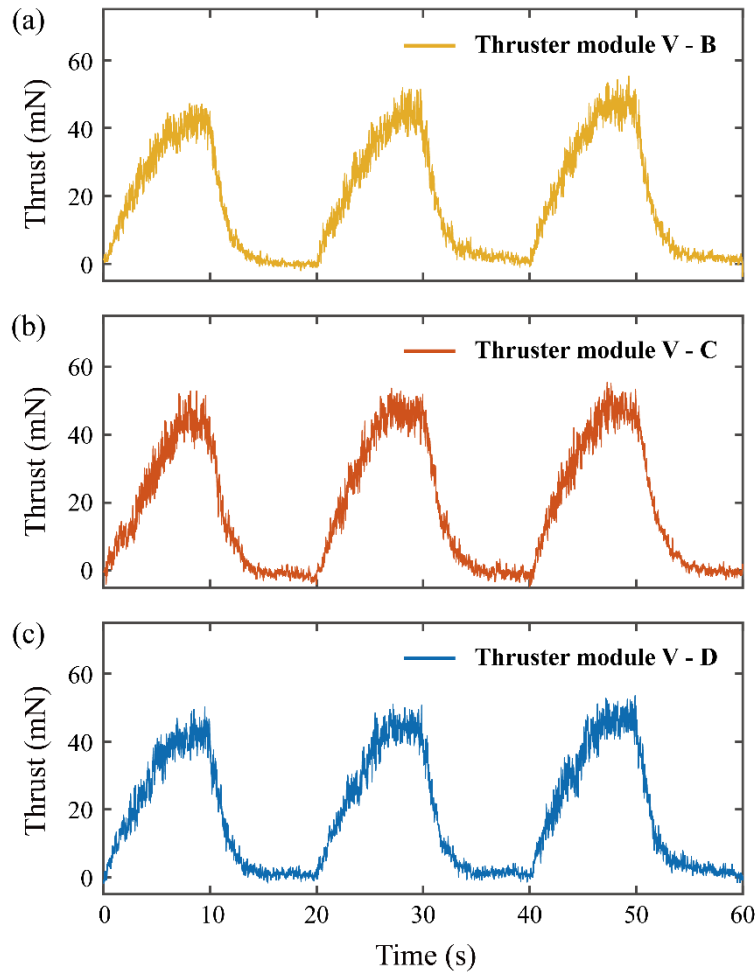 (a)
Thruster module V - B
60
40
20
0
Thrust (mN)
(b)
Thruster module V - C
60
40
20
0
Thrust (mN)
(c)
Thruster module V - D
60
40
20
0
Thrust (mN)
0 10 20 30 40 50 60
Time (s)